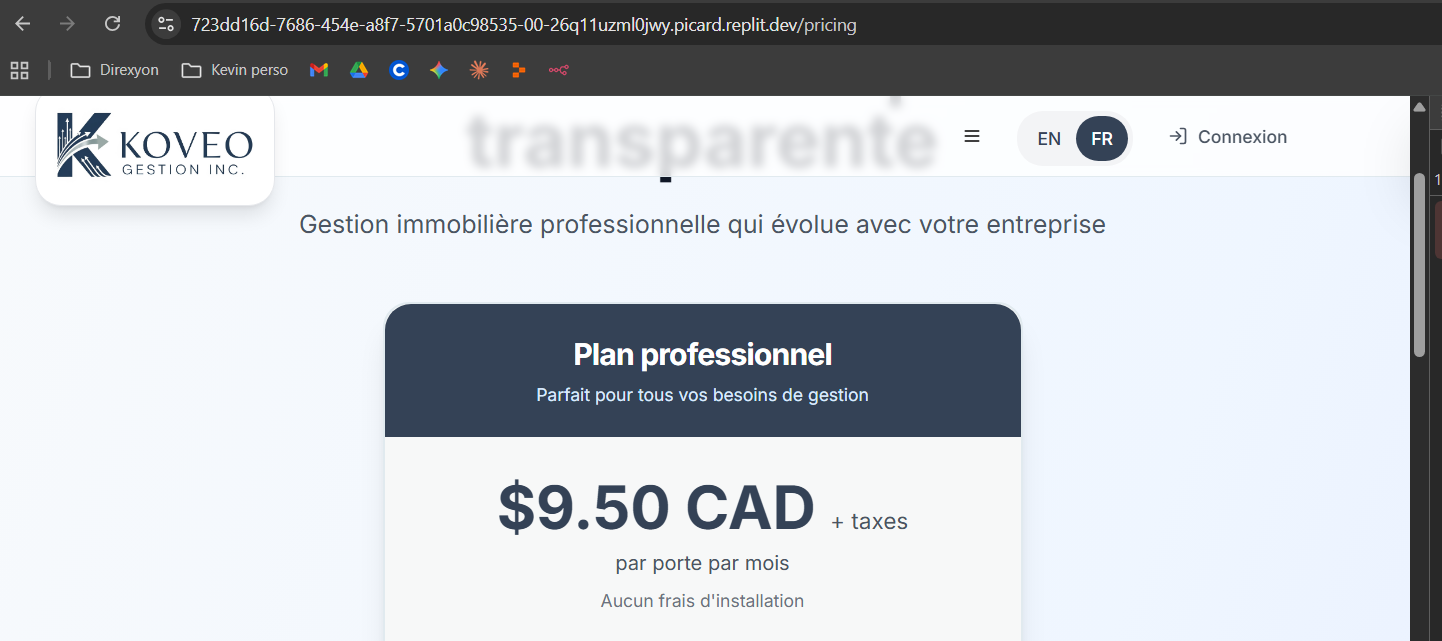 723dd16d-7686-454e-a8f7-5701a0c98535-00-26q11uzml0jwy.picard.replit.dev/pricing
Direxyon
Kevin perso
KOVEO
GESTION INC.
transparente
EN
FR
Connexion
Gestion immobilière professionnelle qui évolue avec votre entreprise
Plan professionnel
Parfait pour tous vos besoins de gestion
$9.50 CAD + taxes
par porte par mois
Aucun frais d'installation